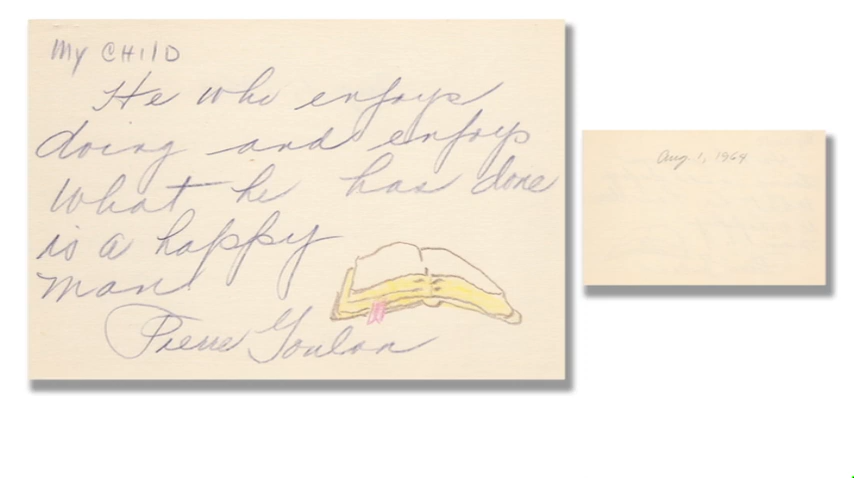 My CHilD
He who enjoys
doing and enjoys
what he has done
is a happy
man
Pierre Goulon
Aug 1, 1964